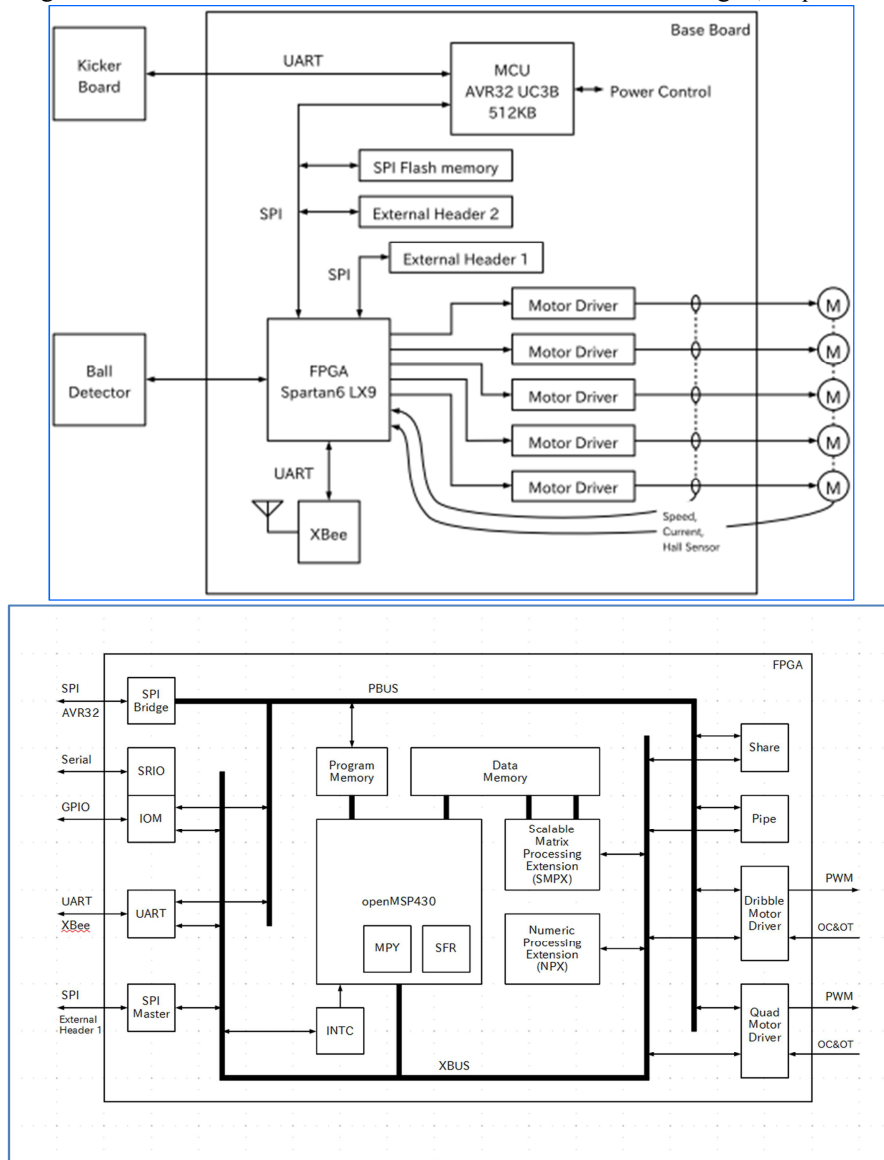 Base Board
Kicker
Board
UART
MCU
AVR32 UC3B
512KB
Power Control
SPI Flash memory
SPI
External Header 2
External Header 1
SPI
Motor Driver
M
Motor Driver
M
Ball
Detector
FPGA
Spartan6 LX9
Motor Driver
M
Motor Driver
M
UART
Motor Driver
M
XBee
Speed,
Current,
Hall Sensor
FPGA
SPI
AVR32
SPI
Bridge
PBUS
Serial
SRIO
Program
Memory
Data
Memory
Share
GPIO
IOM
Scalable
Matrix
Processing
Extension
(SMPX)
Pipe
UART
XBee
UART
openMSP430
MPY
SFR
Numeric
Processing
Extension
(NPX)
Dribble
Motor
Driver
PWM
OC&OT
SPI
External
Header 1
SPI
Master
INTC
Quad
Motor
Driver
PWM
OC&OT
XBUS